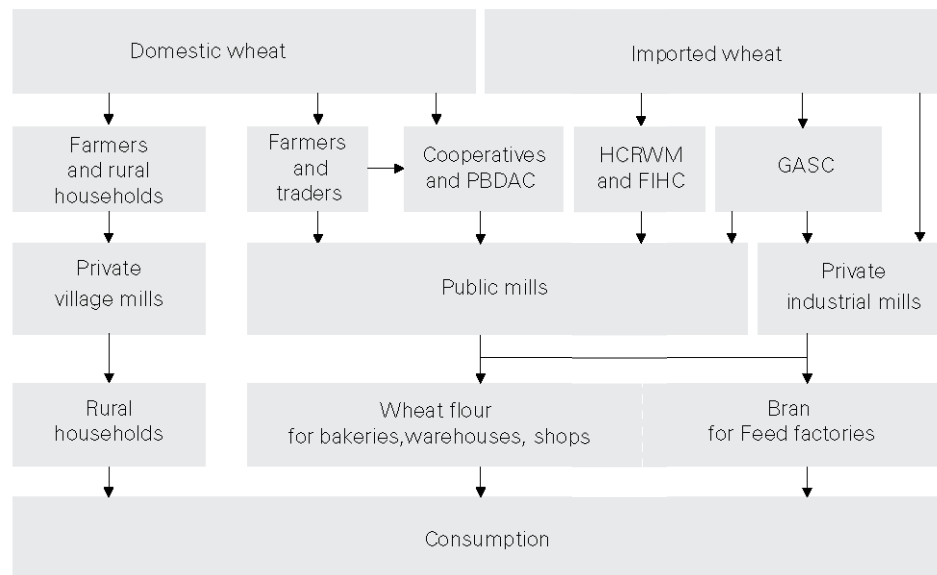 Domestic wheat
Imported wheat
Farmers
and rural
households
Farmers
and
traders
Cooperatives
and PBDAC
HCRWM
and FIHC
GASC
Private
village mills
Public mills
Private
industrial mills
Rural
households
Wheat flour
for bakeries,warehouses, shops
Bran
for Feed factories
Consumption